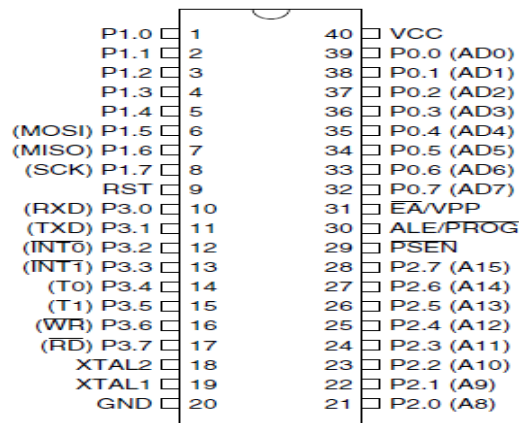 P1.0 1 40 VCC
P1.1 2 39 P0.0 (AD0)
P1.2 3 38 P0.1 (AD1)
P1.3 4 37 P0.2 (AD2)
P1.4 5 36 P0.3 (AD3)
(MOSI) P1.5 6 35 P0.4 (AD4)
(MISO) P1.6 7 34 P0.5 (AD5)
(SCK) P1.7 8 33 P0.6 (AD6)
RST 9 32 P0.7 (AD7)
(RXD) P3.0 10 31 E̅A̅/VPP
(TXD) P3.1 11 30 ALE/P̅R̅O̅G̅
(I̅N̅T̅0̅) P3.2 12 29 P̅S̅E̅N̅
(I̅N̅T̅1̅) P3.3 13 28 P2.7 (A15)
(T0) P3.4 14 27 P2.6 (A14)
(T1) P3.5 15 26 P2.5 (A13)
(W̅R̅) P3.6 16 25 P2.4 (A12)
(R̅D̅) P3.7 17 24 P2.3 (A11)
XTAL2 18 23 P2.2 (A10)
XTAL1 19 22 P2.1 (A9)
GND 20 21 P2.0 (A8)